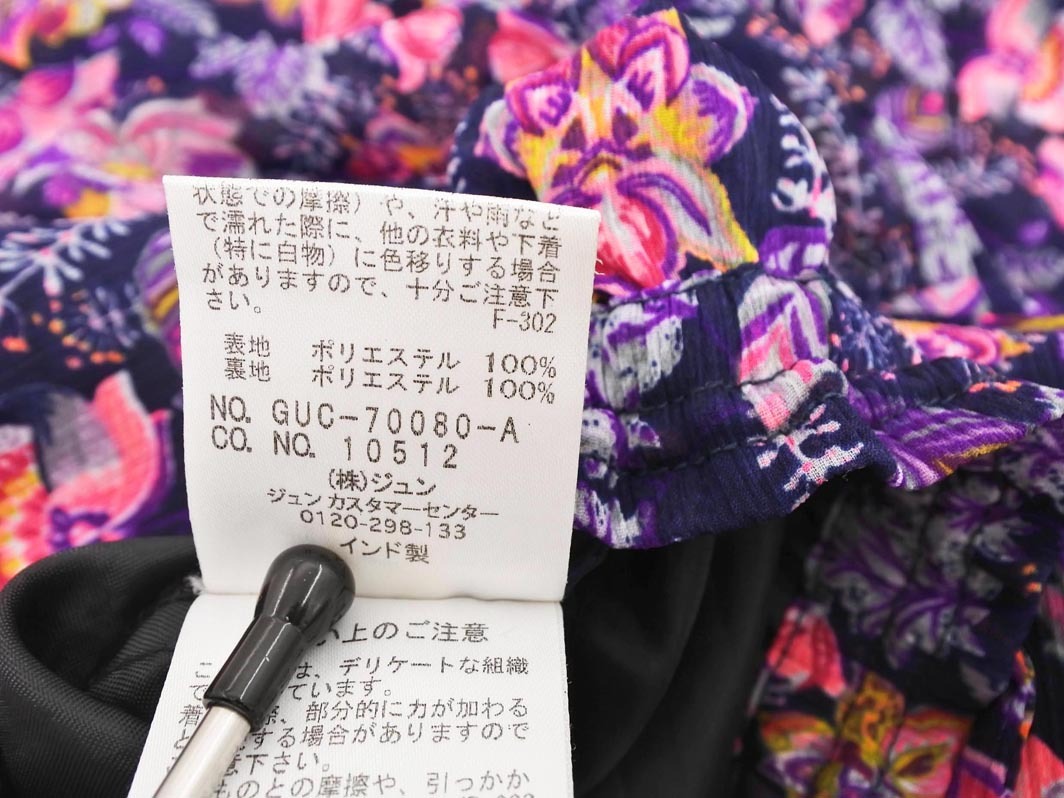 状態での摩擦）や、汗や雨など
で濡れた際に、他の衣料や下着
（特に白物）に色移りする場合
がありますので、十分ご注意下
さい。
F-302
表地 ポリエステル 100%
裏地 ポリエステル 100%
NO. GUC-70080-A
CO. NO. 10512
(株)ジュン
ジュン カスタマーセンター
0120-298-133
インド製
上のご注意
こ は、デリケートな組織
で ています。
着 際、部分的に力が加わる
と する場合がありますので
意下さい。
ものとの摩擦や、引っかか